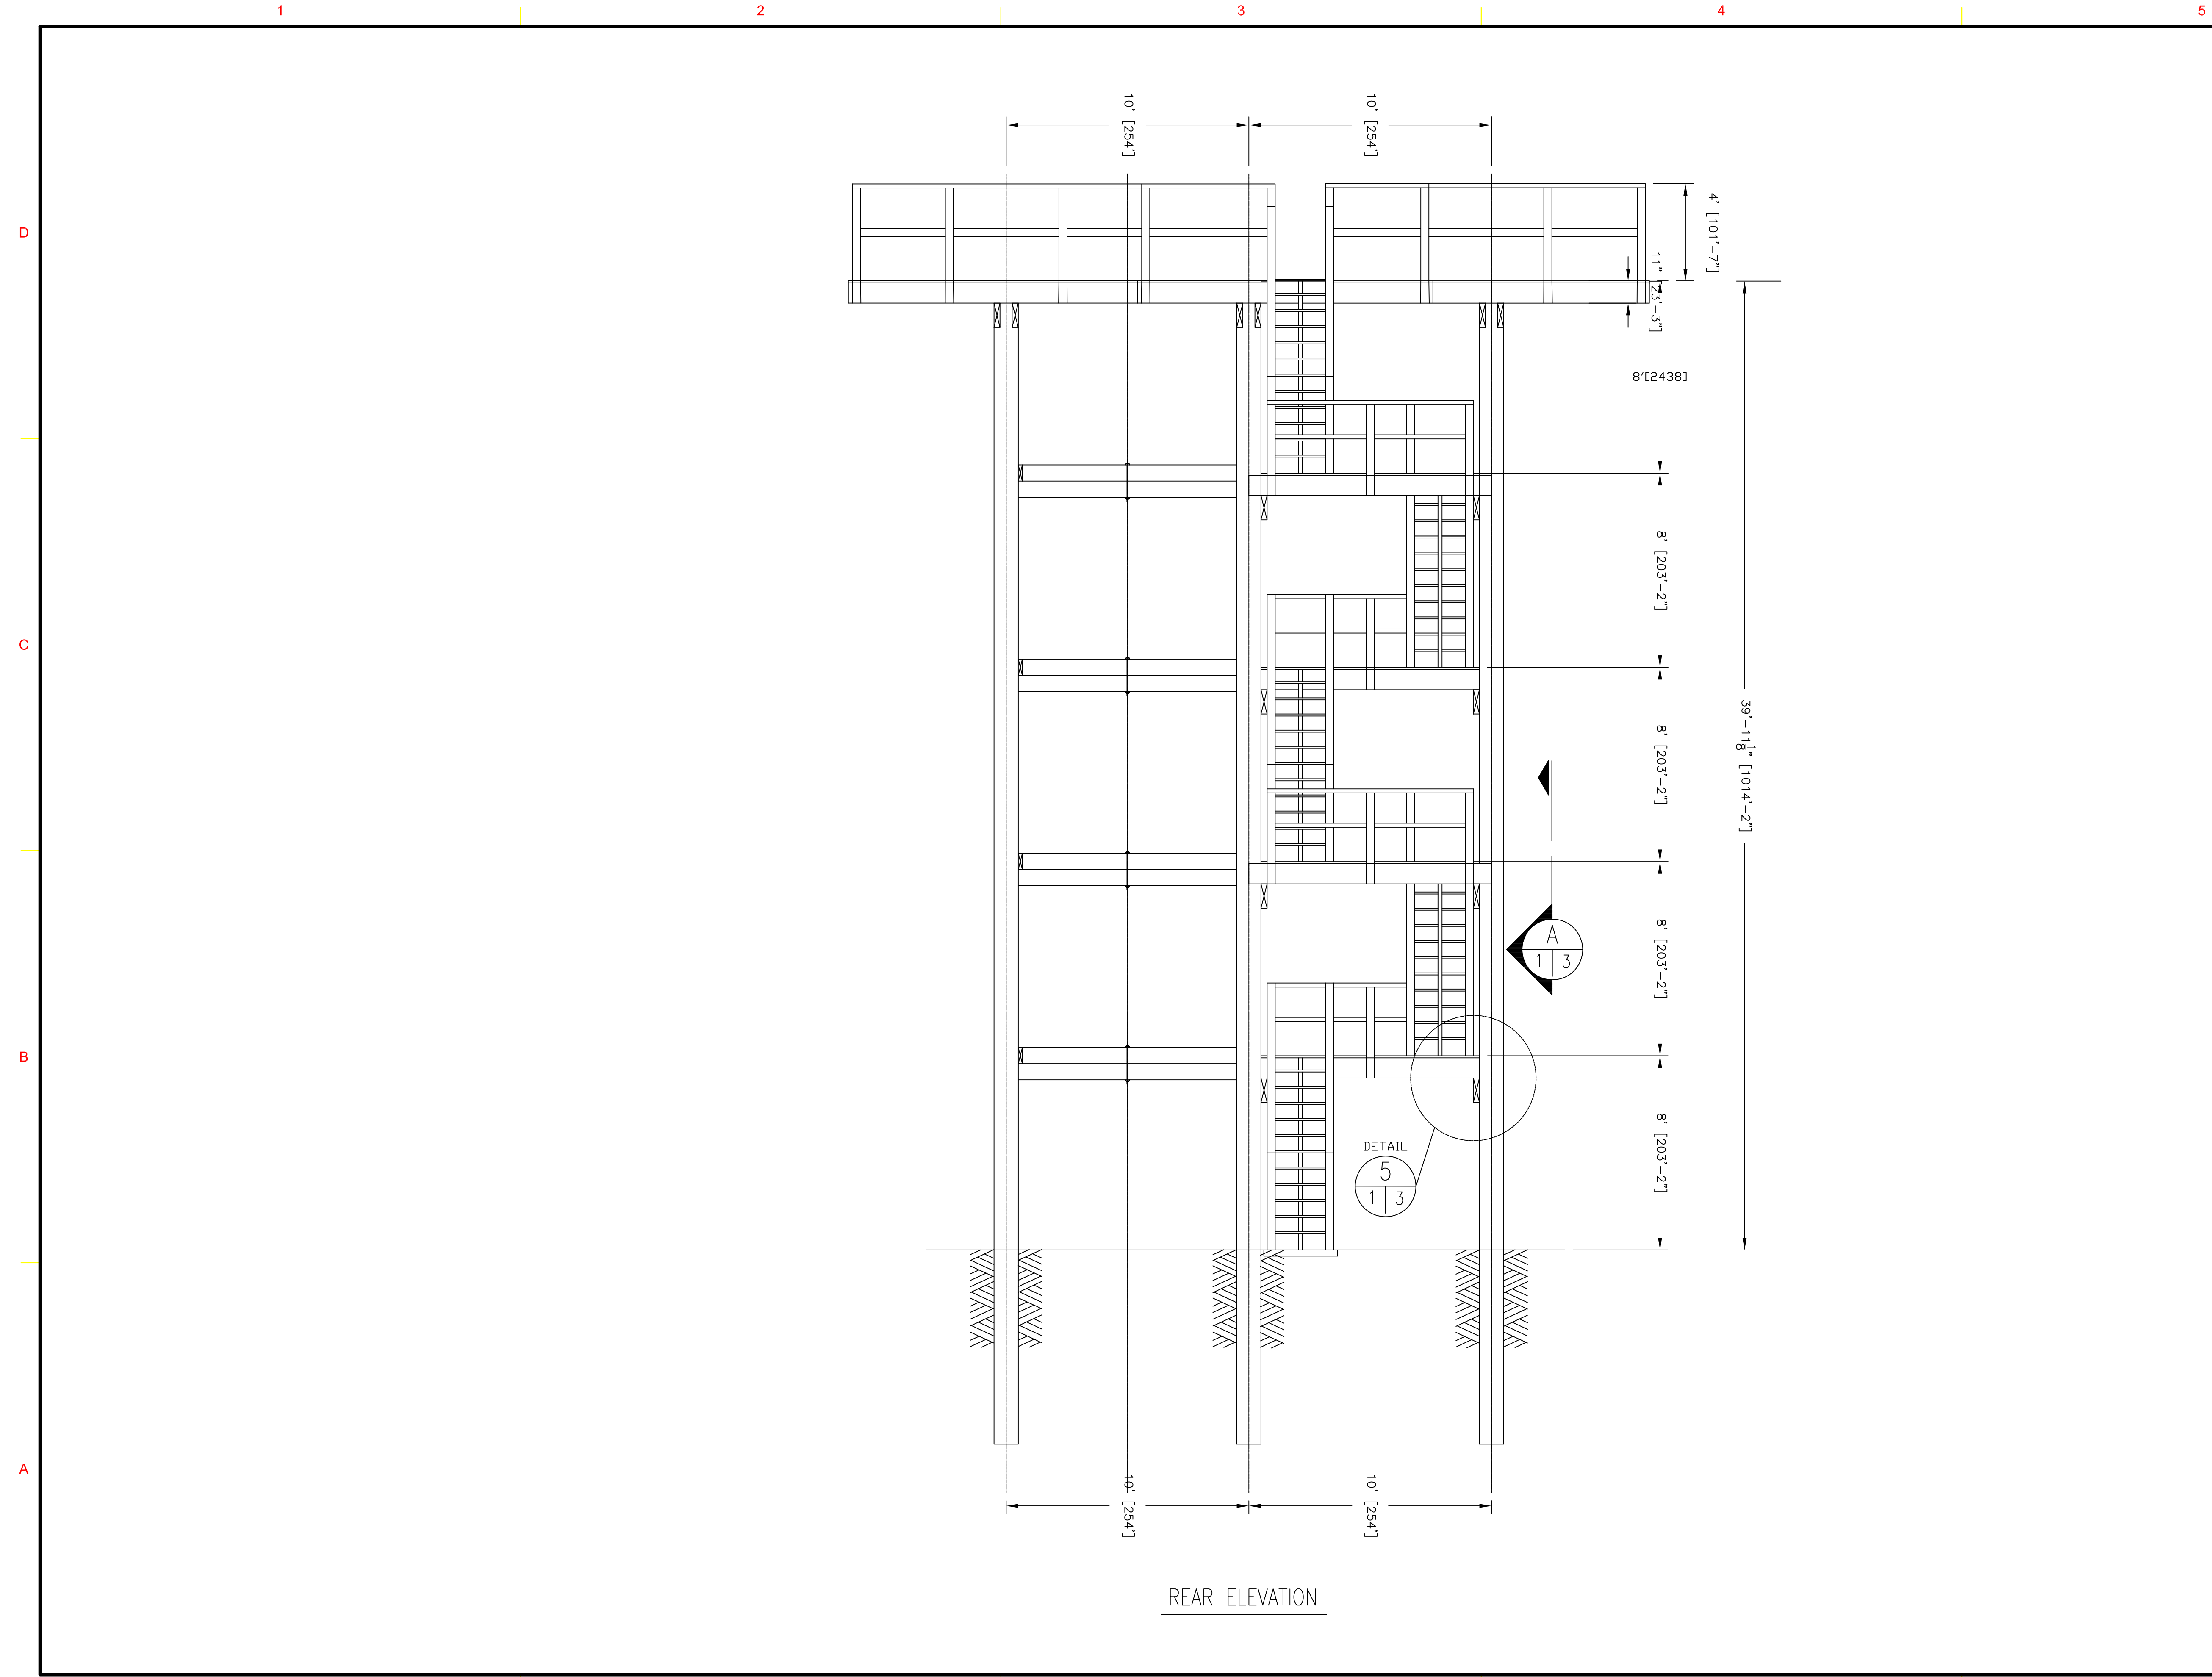 1 2 3 4 5
10' [254'] 10' [254']
4' [101'-7"]
D
11" [23'-3"]
8'[2438]
8' [203'-2"]
C
39'-11 1/8" [1014'-2"]
8' [203'-2"]
A
1 3
8' [203'-2"]
B
DETAIL
5
1 3
8' [203'-2"]
A
10' [254'] 10' [254']
REAR ELEVATION